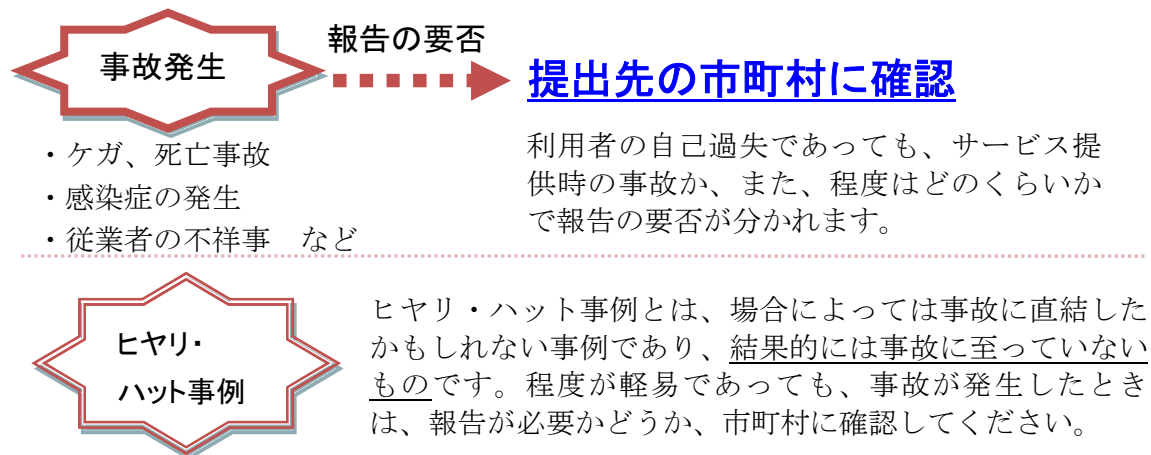 事故発生
報告の要否
提出先の市町村に確認
・ケガ、死亡事故
・感染症の発生
・従業者の不祥事　など
利用者の自己過失であっても、サービス提
供時の事故か、また、程度はどのくらいか
で報告の要否が分かれます。
ヒヤリ・
ハット事例
ヒヤリ・ハット事例とは、場合によっては事故に直結した
かもしれない事例であり、結果的には事故に至っていない
ものです。程度が軽易であっても、事故が発生したとき
は、報告が必要かどうか、市町村に確認してください。